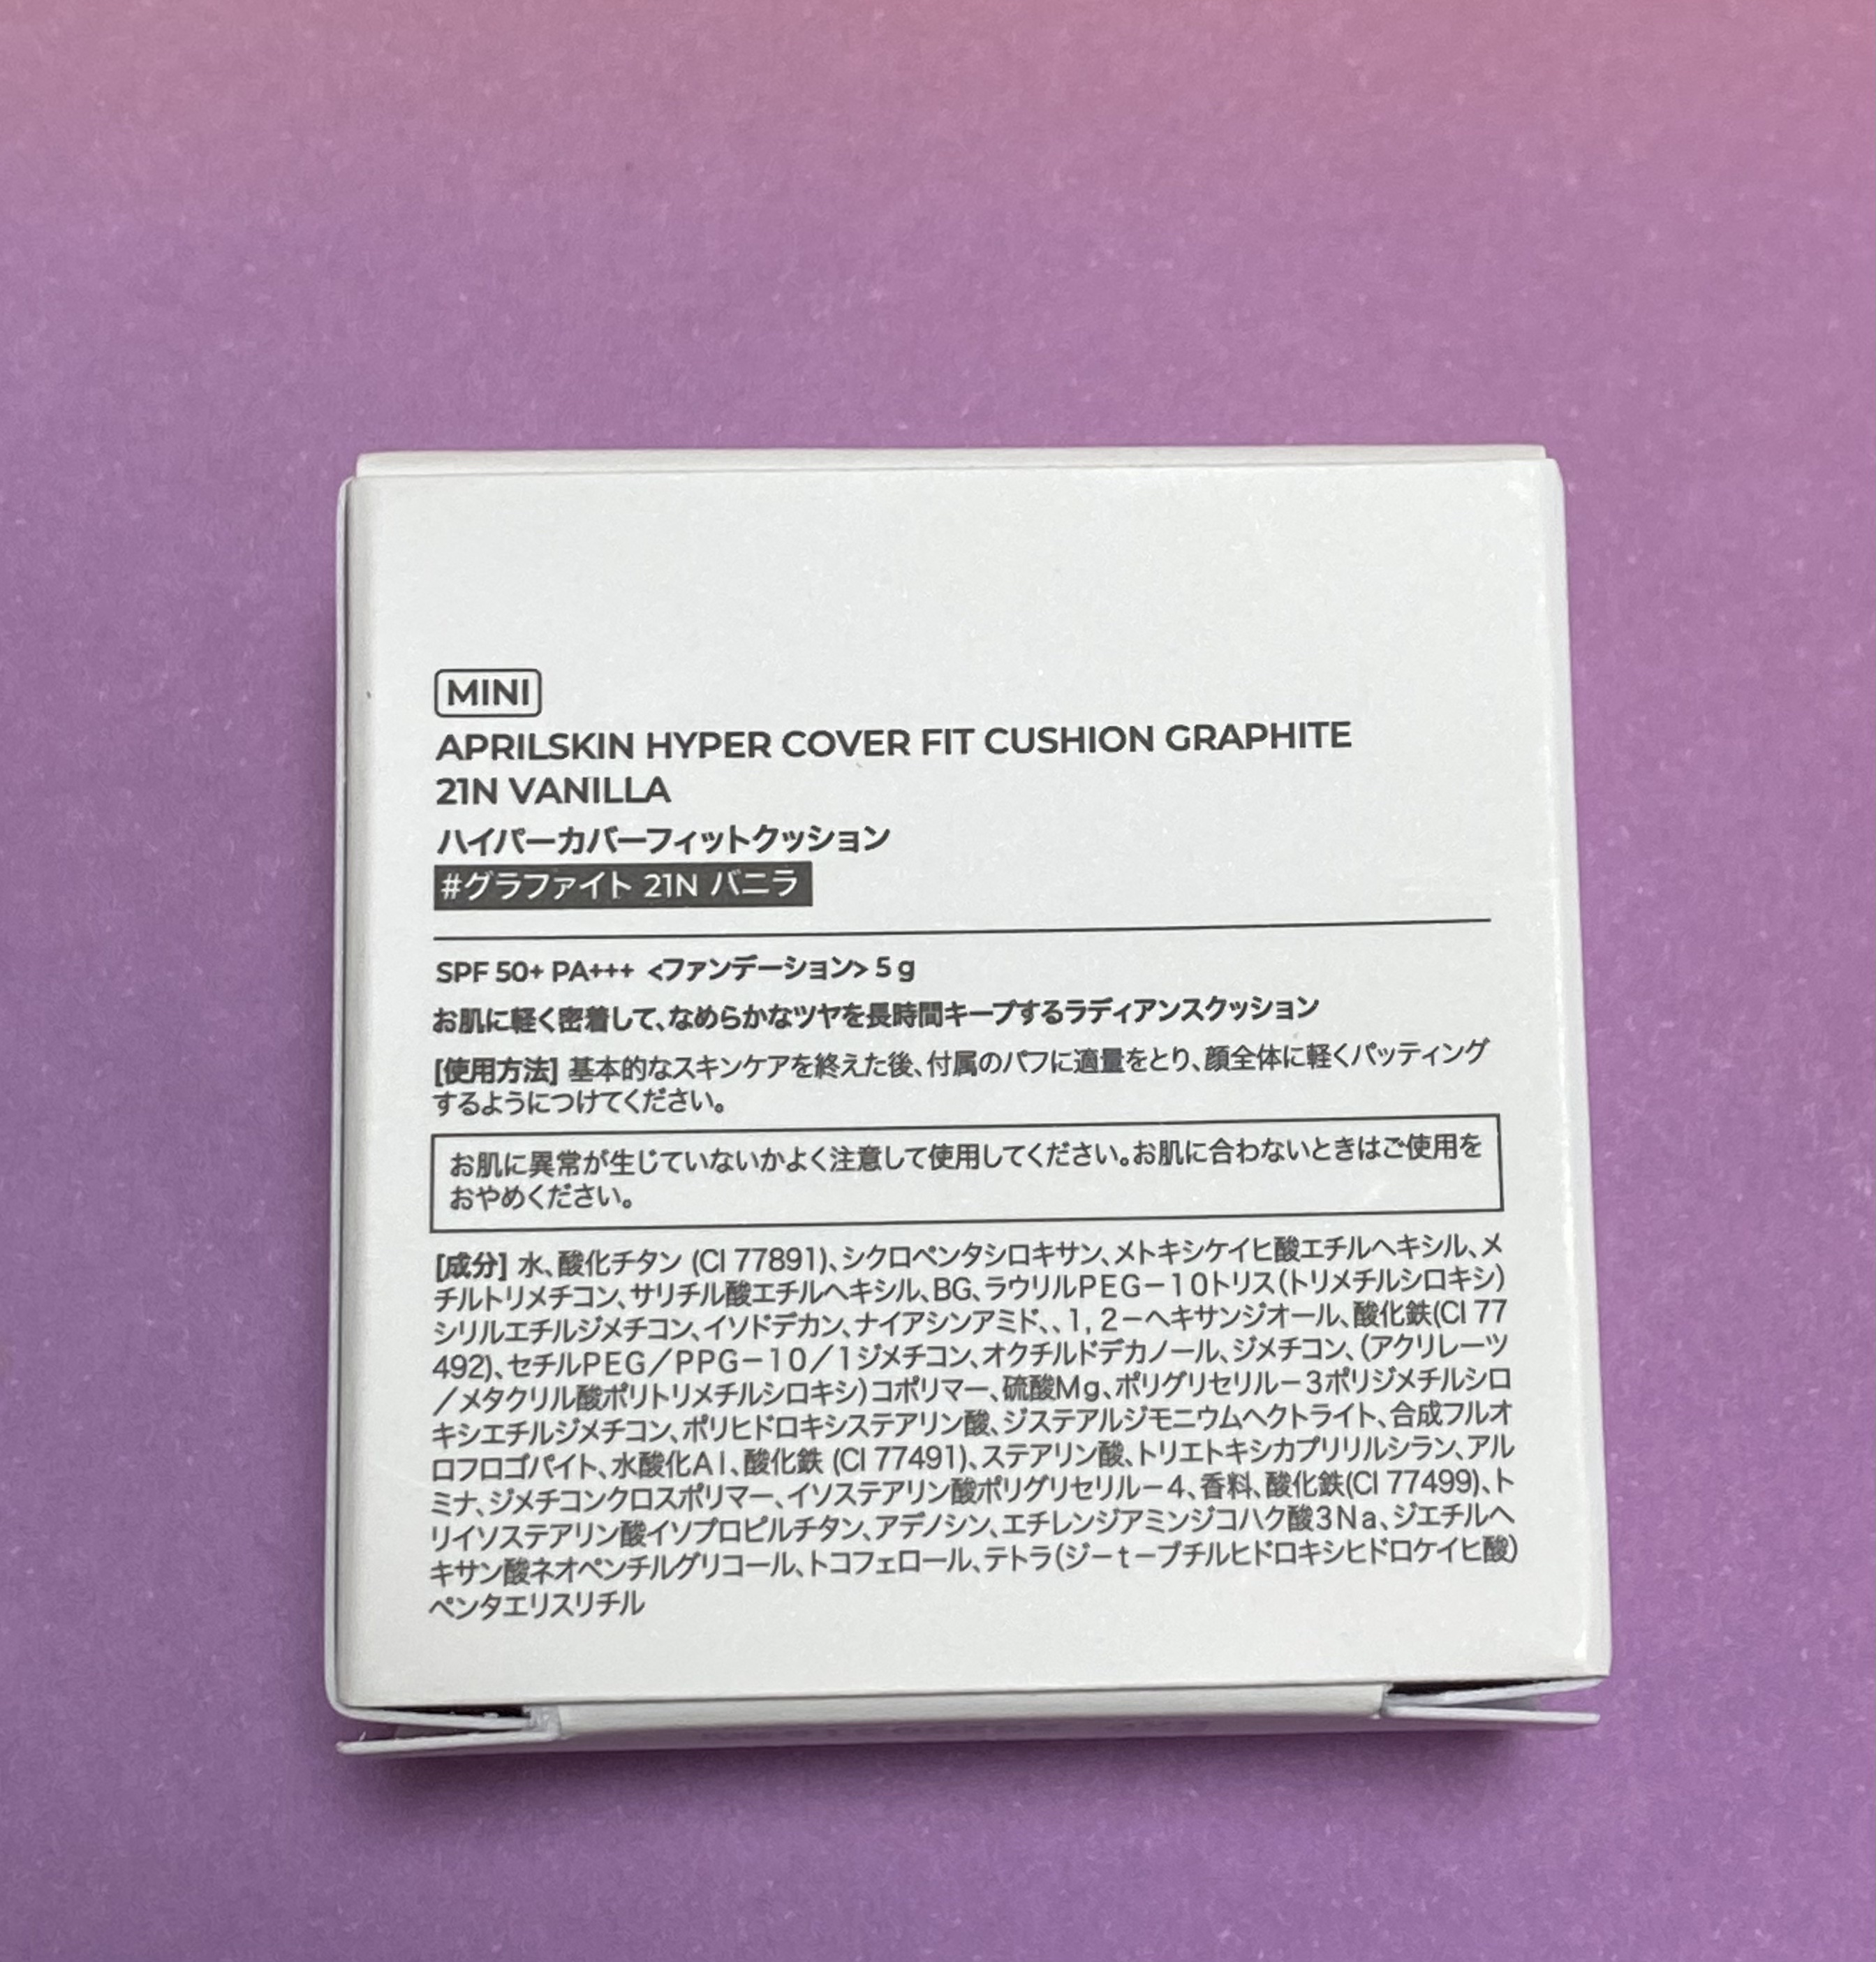 MINI
APRILSKIN HYPER COVER FIT CUSHION GRAPHITE
21N VANILLA
ハイパーカバーフィットクッション
#グラファイト 21N バニラ
SPF 50+ PA+++ <ファンデーション> 5 g
お肌に軽く密着して、なめらかなツヤを長時間キープするラディアンスクッション
[使用方法] 基本的なスキンケアを終えた後、付属のパフに適量をとり、顔全体に軽くパッティング
するようにつけてください。
お肌に異常が生じていないかよく注意して使用してください。お肌に合わないときはご使用を
おやめください。
[成分] 水、酸化チタン (CI 77891)、シクロペンタシロキサン、メトキシケイヒ酸エチルヘキシル、メ
チルトリメチコン、サリチル酸エチルヘキシル、BG、ラウリルPEG－10トリス(トリメチルシロキシ)
シリルエチルジメチコン、イソドデカン、ナイアシンアミド、、1, 2－ヘキサンジオール、酸化鉄(CI 77
492)、セチルPEG／PPG－10／1ジメチコン、オクチルドデカノール、ジメチコン、(アクリレーツ
／メタクリル酸ポリトリメチルシロキシ)コポリマー、硫酸Mg、ポリグリセリル－3ポリジメチルシロ
キシエチルジメチコン、ポリヒドロキシステアリン酸、ジステアルジモニウムヘクトライト、合成フルオ
ロフロゴパイト、水酸化Al、酸化鉄 (CI 77491)、ステアリン酸、トリエトキシカプリリルシラン、アル
ミナ、ジメチコンクロスポリマー、イソステアリン酸ポリグリセリル－4、香料、酸化鉄(CI 77499)、ト
リイソステアリン酸イソプロピルチタン、アデノシン、エチレンジアミンジコハク酸3Na、ジエチルヘ
キサン酸ネオペンチルグリコール、トコフェロール、テトラ(ジーｔーブチルヒドロキシヒドロケイヒ酸)
ペンタエリスリチル